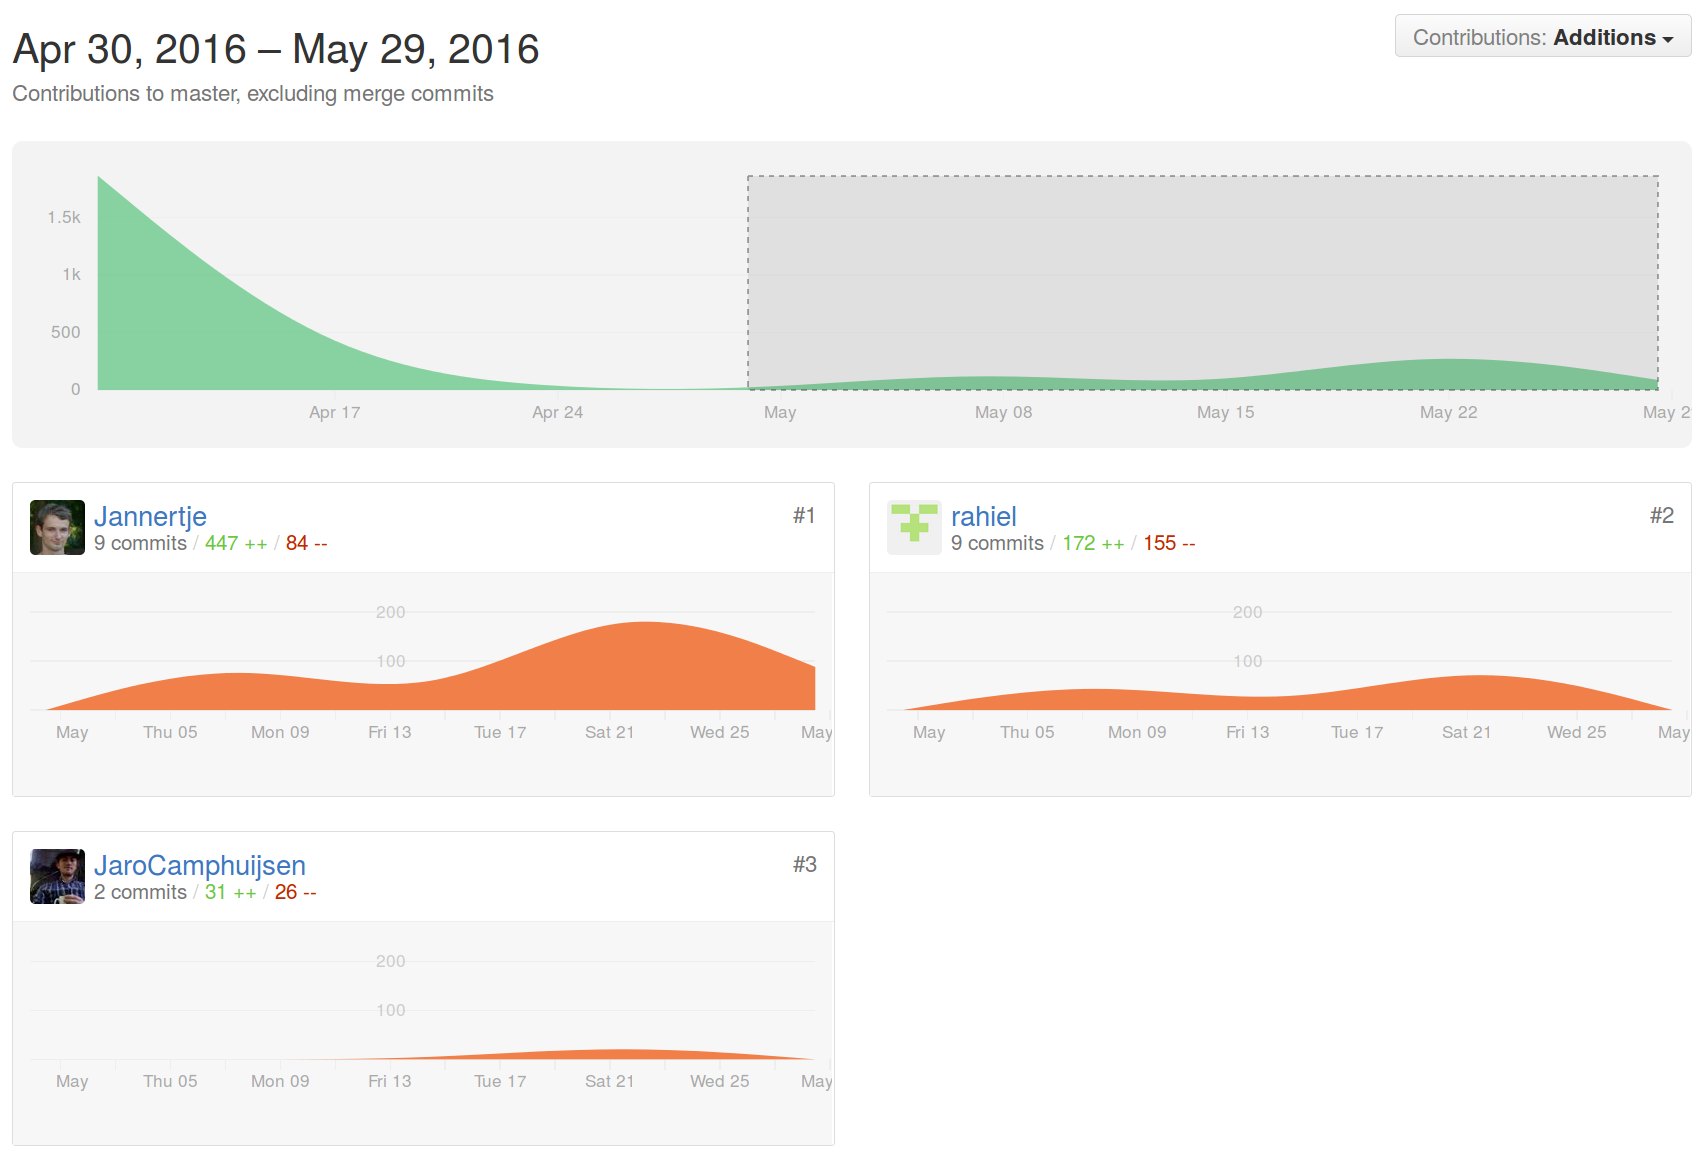 Apr 30, 2016 – May 29, 2016
Contributions: Additions
Contributions to master, excluding merge commits
1.5k
1k
500
0
Apr 17 Apr 24 May May 08 May 15 May 22 May 2
Jannertje #1
9 commits / 447 ++ / 84 --
200
100
May Thu 05 Mon 09 Fri 13 Tue 17 Sat 21 Wed 25 May
rahiel #2
9 commits / 172 ++ / 155 --
200
100
May Thu 05 Mon 09 Fri 13 Tue 17 Sat 21 Wed 25 May
JaroCamphuijsen #3
2 commits / 31 ++ / 26 --
200
100
May Thu 05 Mon 09 Fri 13 Tue 17 Sat 21 Wed 25 May